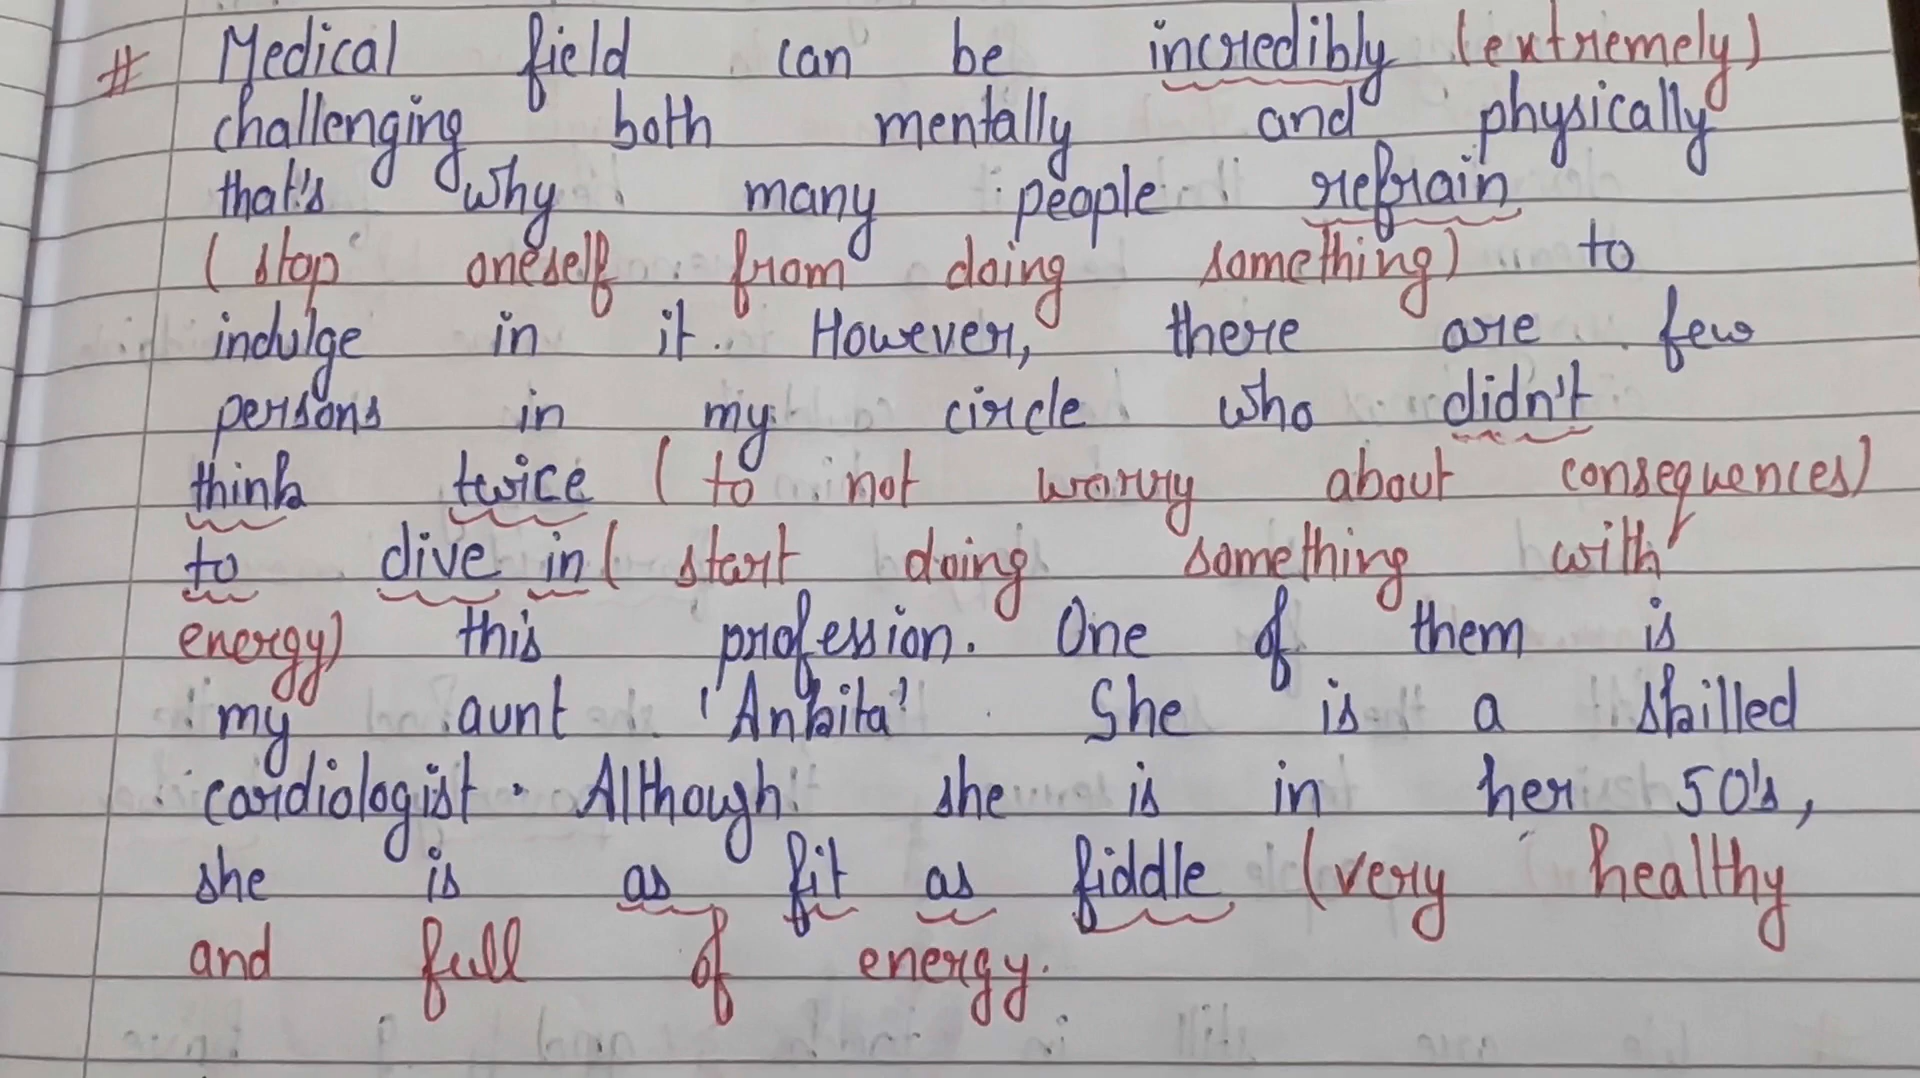 # Medical field can be incredibly (extremely)
challenging both mentally and physically
that's why many people refrain
(stop oneself from doing something) to
indulge in it. However, there are few
persons in my circle who didn't
think twice (to not worry about consequences)
to dive in (start doing something with
energy) this profession. One of them is
my aunt 'Ankita'. She is a skilled
cardiologist. Although she is in her 50's,
she is as fit as fiddle (very healthy
and full of energy.